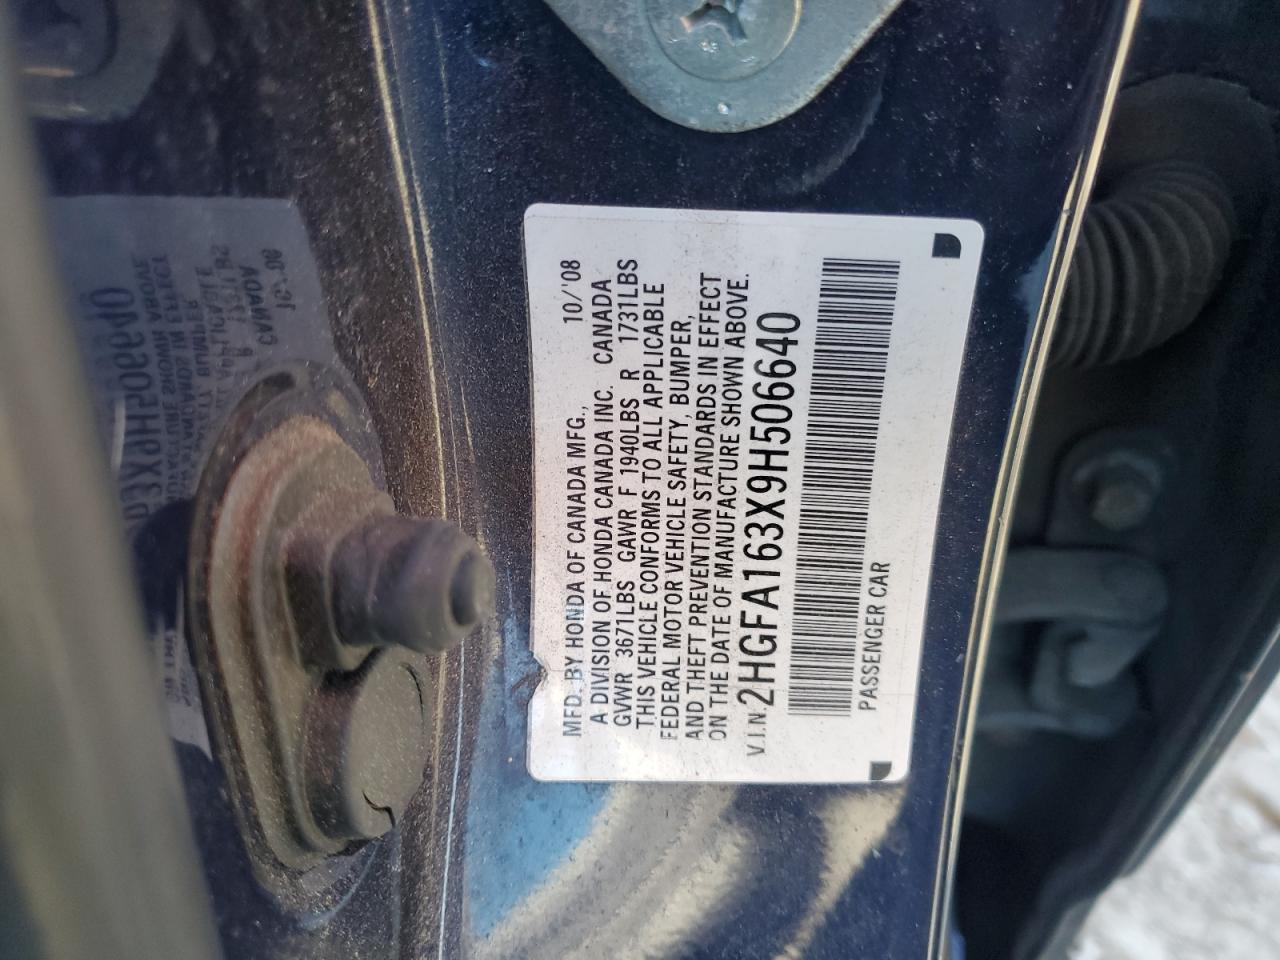 MFD. BY HONDA OF CANADA MFG., 10/'08
A DIVISION OF HONDA CANADA INC. CANADA
GVWR 3671LBS GAWR F 1940LBS R 1731LBS
THIS VEHICLE CONFORMS TO ALL APPLICABLE
FEDERAL MOTOR VEHICLE SAFETY, BUMPER,
AND THEFT PREVENTION STANDARDS IN EFFECT
ON THE DATE OF MANUFACTURE SHOWN ABOVE.
V.I.N. 2HGFA163X9H506640
PASSENGER CAR